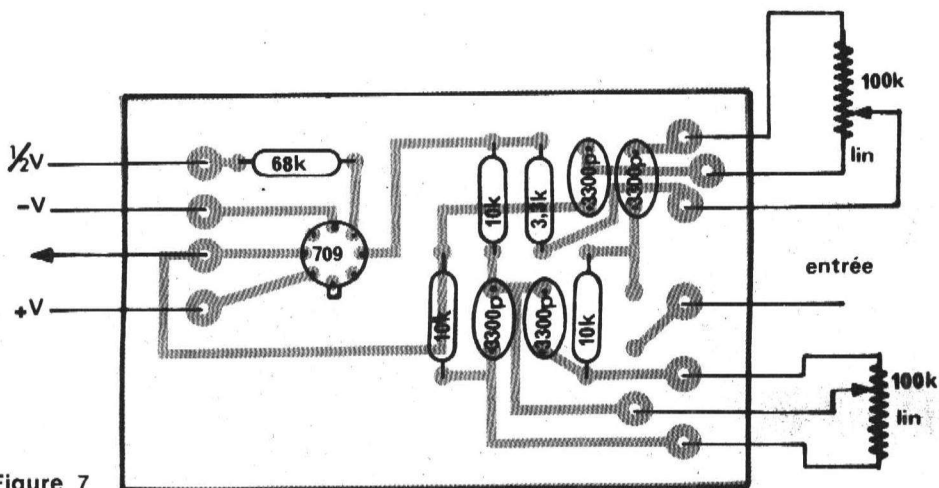 100k
lin
½V
68k
-V
709
+V
10k
3,3k
3300p
3300p
entrée
10k
3300p
3300p
10k
100k
lin
Figure 7